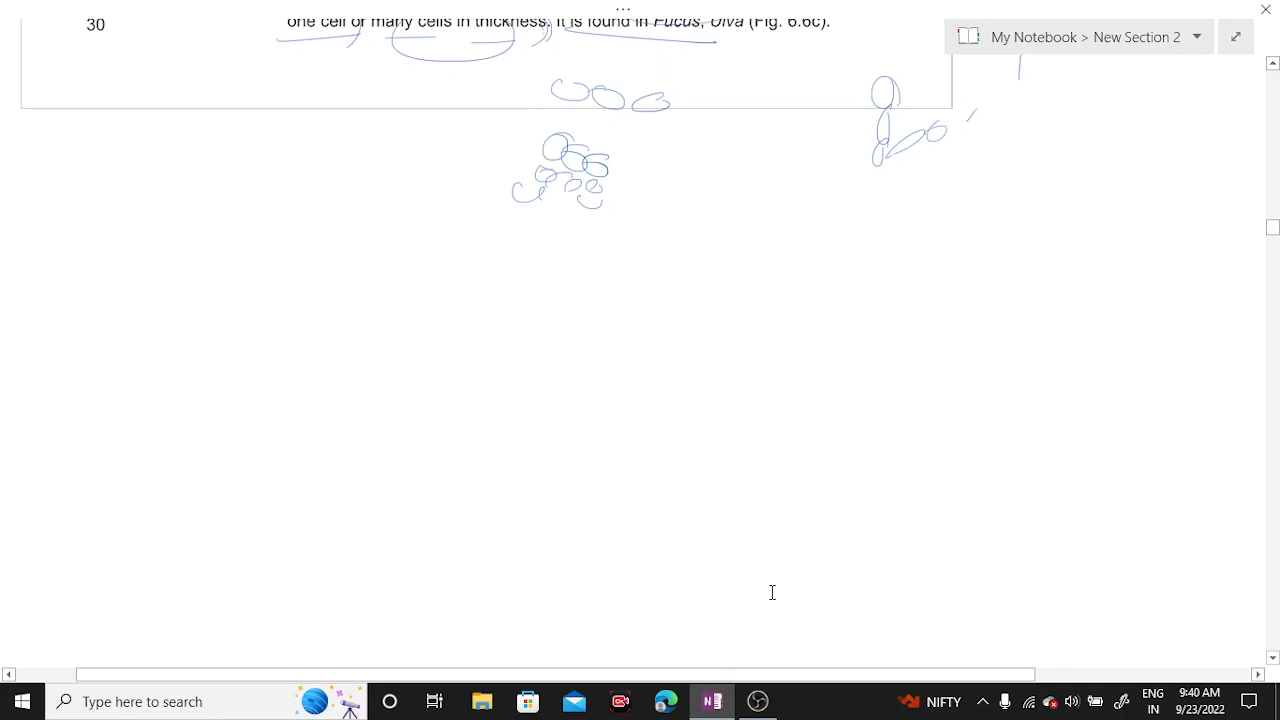 ...
30
one cell or many cells in thickness. It is found in Fucus, Ulva (Fig. 6.6c).
My Notebook > New Section 2
Type here to search
NIFTY
ENG
IN
9:40 AM
9/23/2022